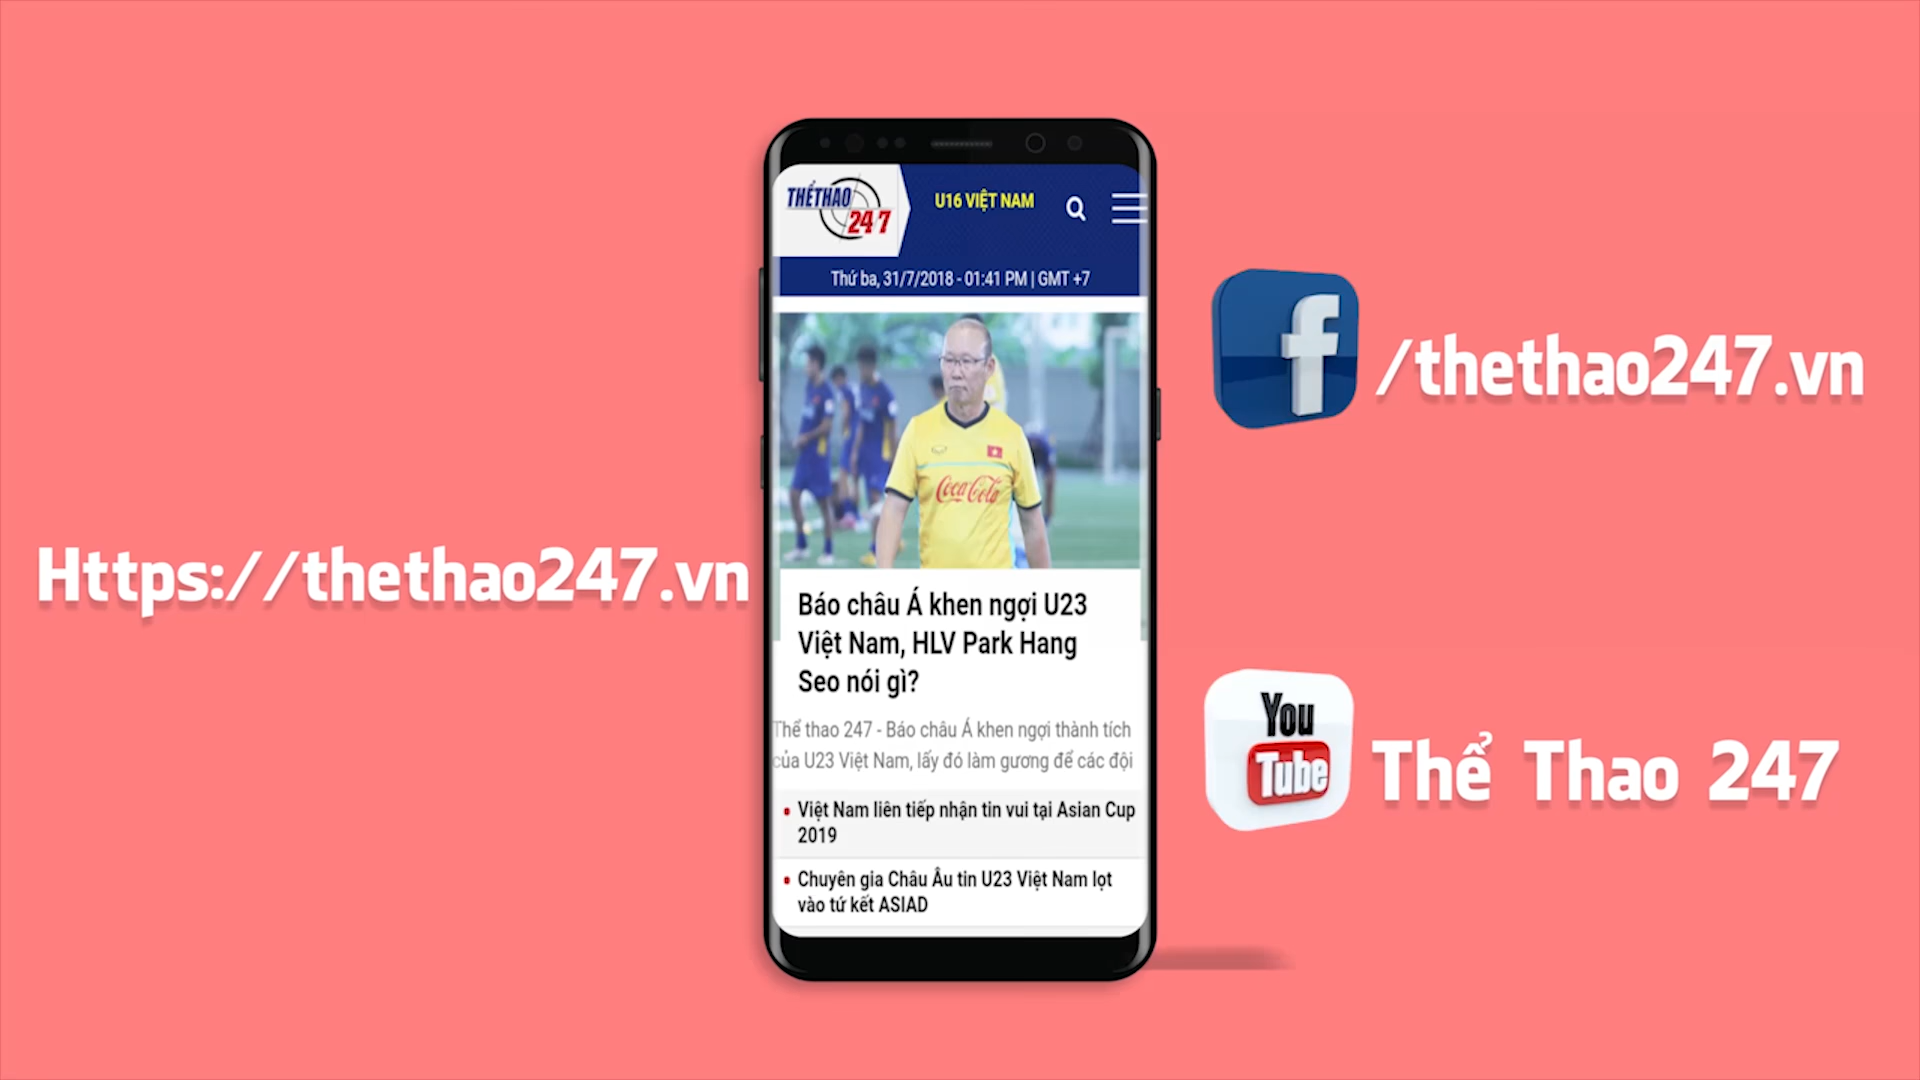 THỂTHAO
247
U16 VIỆT NAM
Thứ ba, 31/7/2018 - 01:41 PM | GMT +7
Coca-Cola
Báo châu Á khen ngợi U23
Việt Nam, HLV Park Hang
Seo nói gì?
Thể thao 247 - Báo châu Á khen ngợi thành tích
của U23 Việt Nam, lấy đó làm gương để các đội
Việt Nam liên tiếp nhận tin vui tại Asian Cup
2019
Chuyên gia Châu Âu tin U23 Việt Nam lọt
vào tứ kết ASIAD
Https://thethao247.vn
f
/thethao247.vn
You
Tube
Thể Thao 247